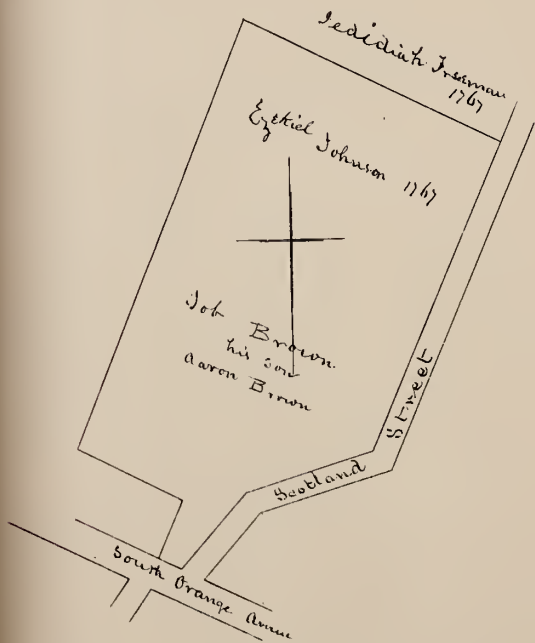 Jedidiah Freeman
1767
Ezekiel Johnson 1767
Job Brown
his son
Aaron Brown
Scotland Street
South Orange Avenue